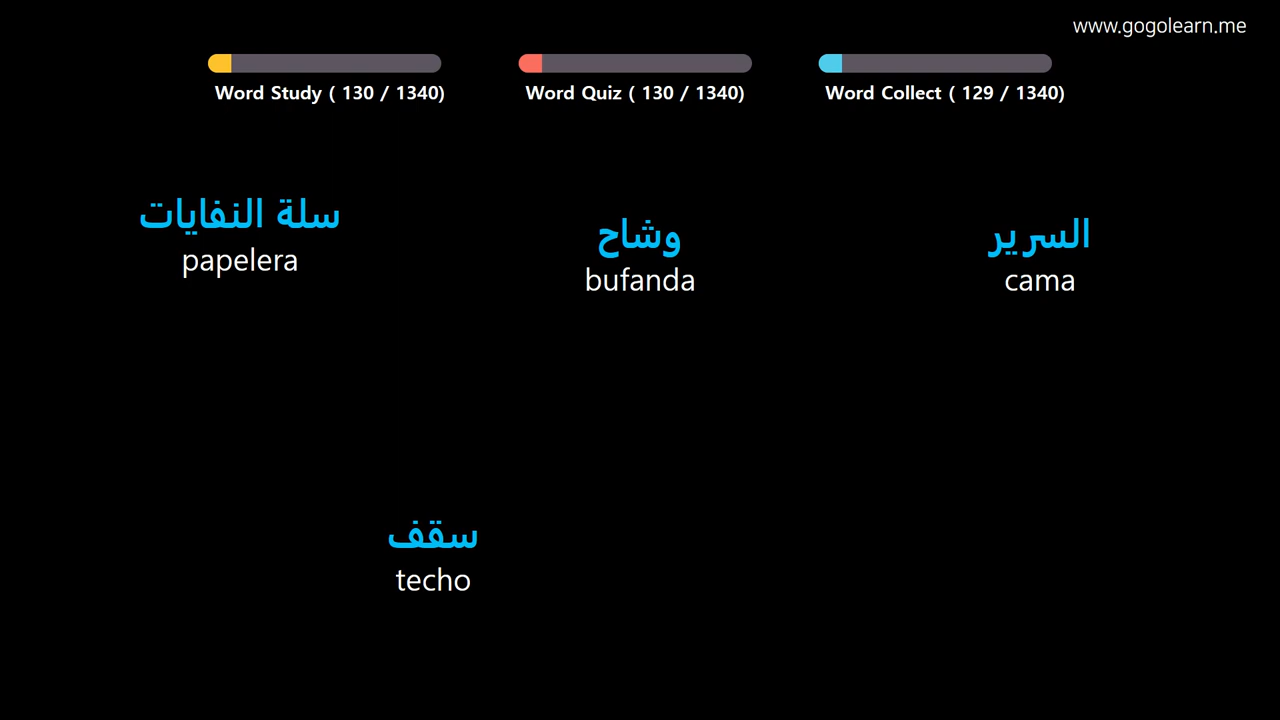 www.gogolearn.me
Word Study ( 130 / 1340)
Word Quiz ( 130 / 1340)
Word Collect ( 129 / 1340)
سلة النفايات
papelera
وشاح
bufanda
السرير
cama
سقف
techo